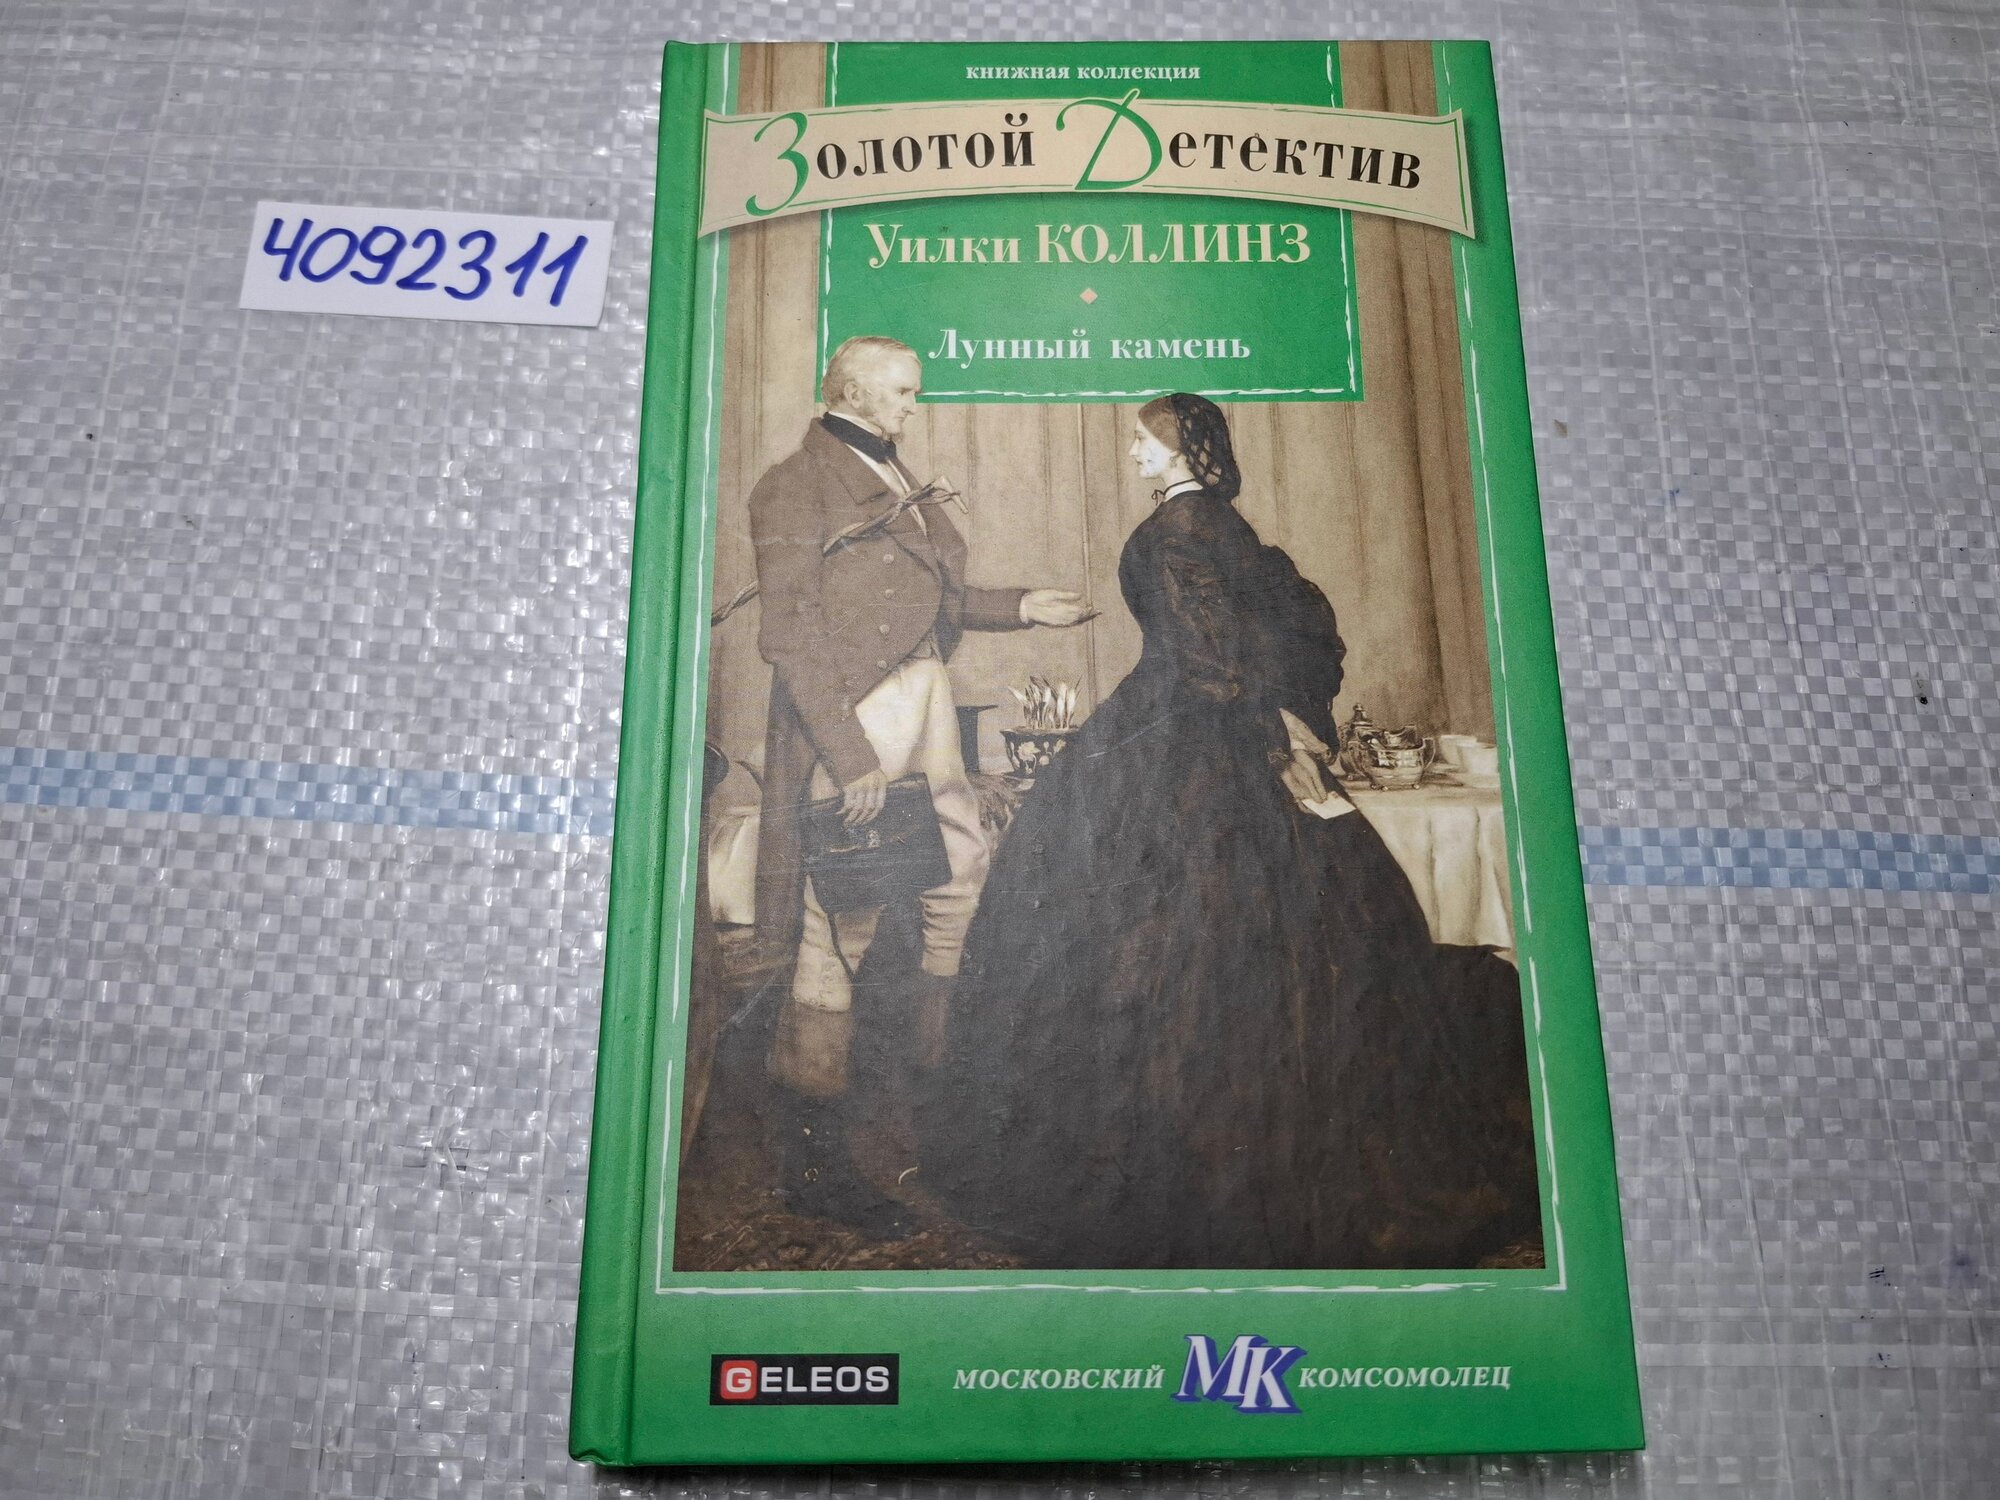 4092311
книжная коллекция
Золотой Детектив
Уилки КОЛЛИНЗ
Лунный камень
GELEOS
МОСКОВСКИЙ МК КОМСОМОЛЕЦ